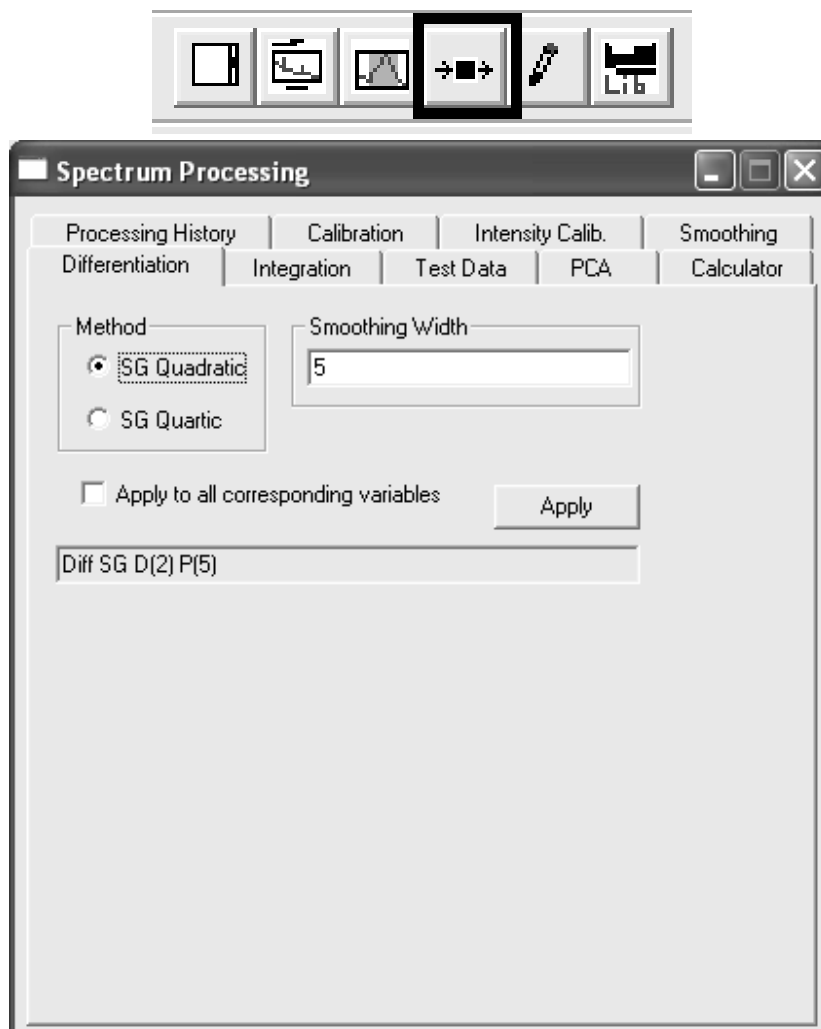 Lib
Spectrum Processing
Processing History Calibration Intensity Calib. Smoothing
Differentiation Integration Test Data PCA Calculator
Method Smoothing Width
SG Quadratic 5
SG Quartic
Apply to all corresponding variables Apply
Diff SG D(2) P(5)